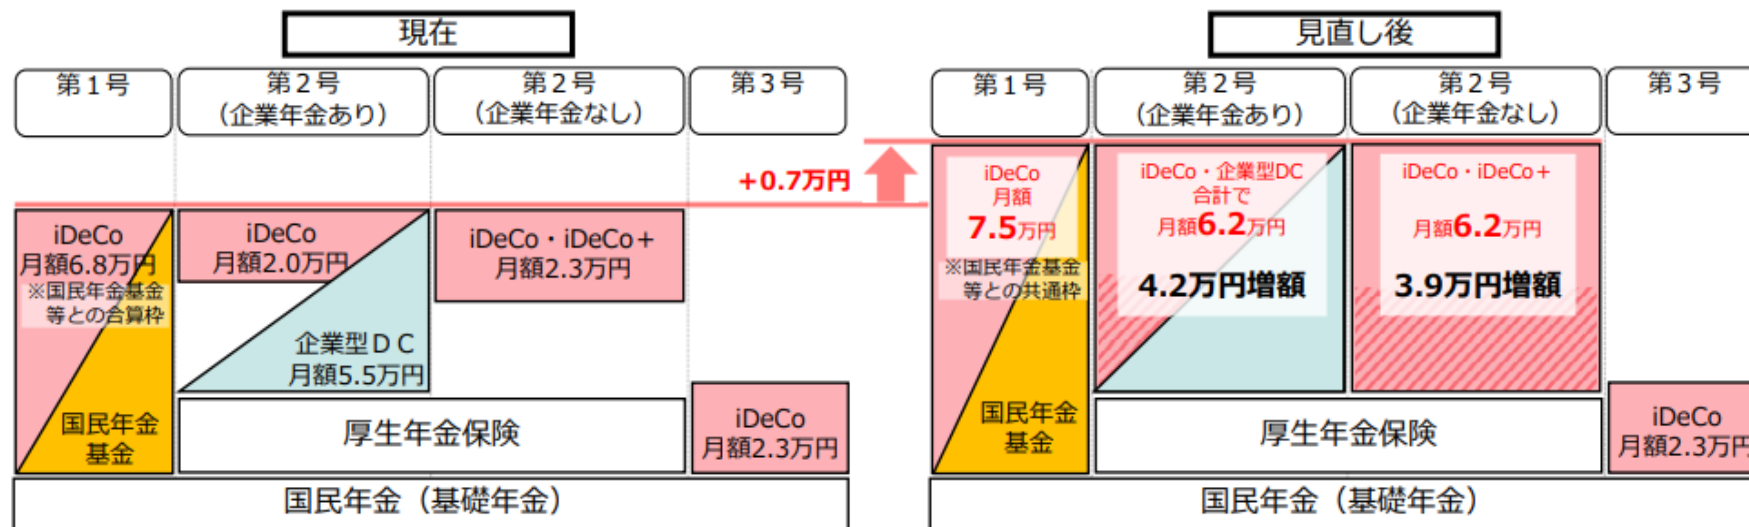 現在
第１号
第２号
（企業年金あり）
第２号
（企業年金なし）
第３号
+0.7万円
iDeCo
月額6.8万円
※国民年金基金
等との合算枠
国民年金
基金
iDeCo
月額2.0万円
企業型ＤＣ
月額5.5万円
iDeCo・iDeCo＋
月額2.3万円
厚生年金保険
iDeCo
月額2.3万円
国民年金（基礎年金）
見直し後
第１号
第２号
（企業年金あり）
第２号
（企業年金なし）
第３号
iDeCo
月額
7.5万円
※国民年金基金
等との共通枠
国民年金
基金
iDeCo・企業型DC
合計で
月額6.2万円
4.2万円増額
iDeCo・iDeCo＋
月額6.2万円
3.9万円増額
厚生年金保険
iDeCo
月額2.3万円
国民年金（基礎年金）